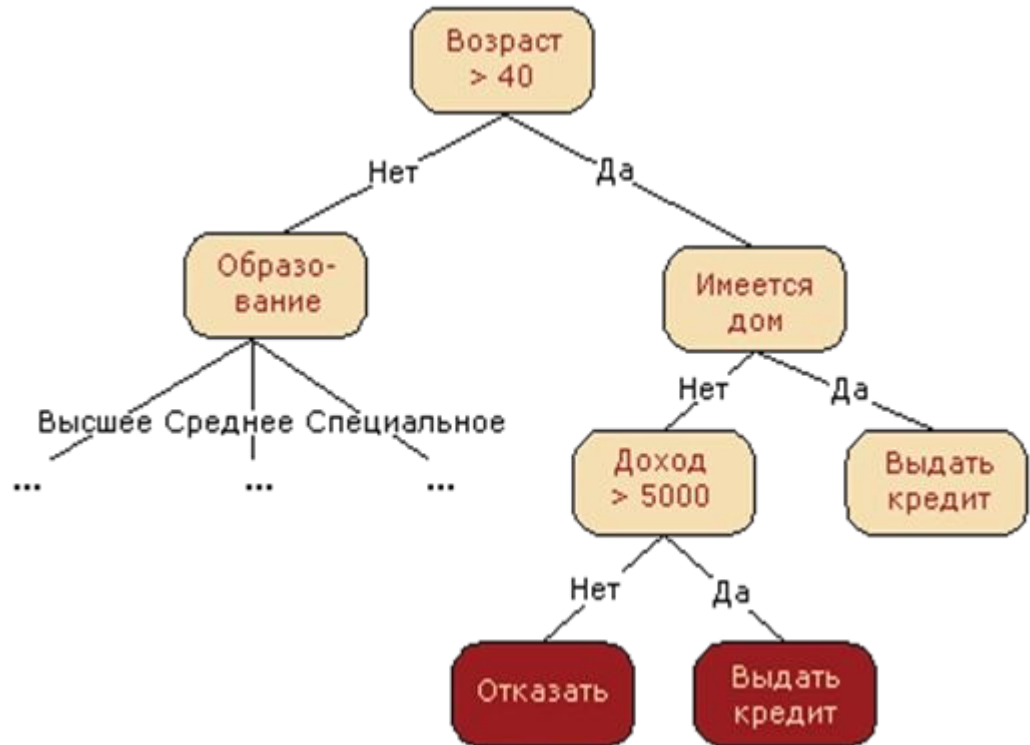 Возраст
> 40
Нет
Да
Образо-
вание
Имеется
дом
Высшее Среднее Специальное
... ... ...
Нет
Да
Доход
> 5000
Выдать
кредит
Нет
Да
Отказать
Выдать
кредит